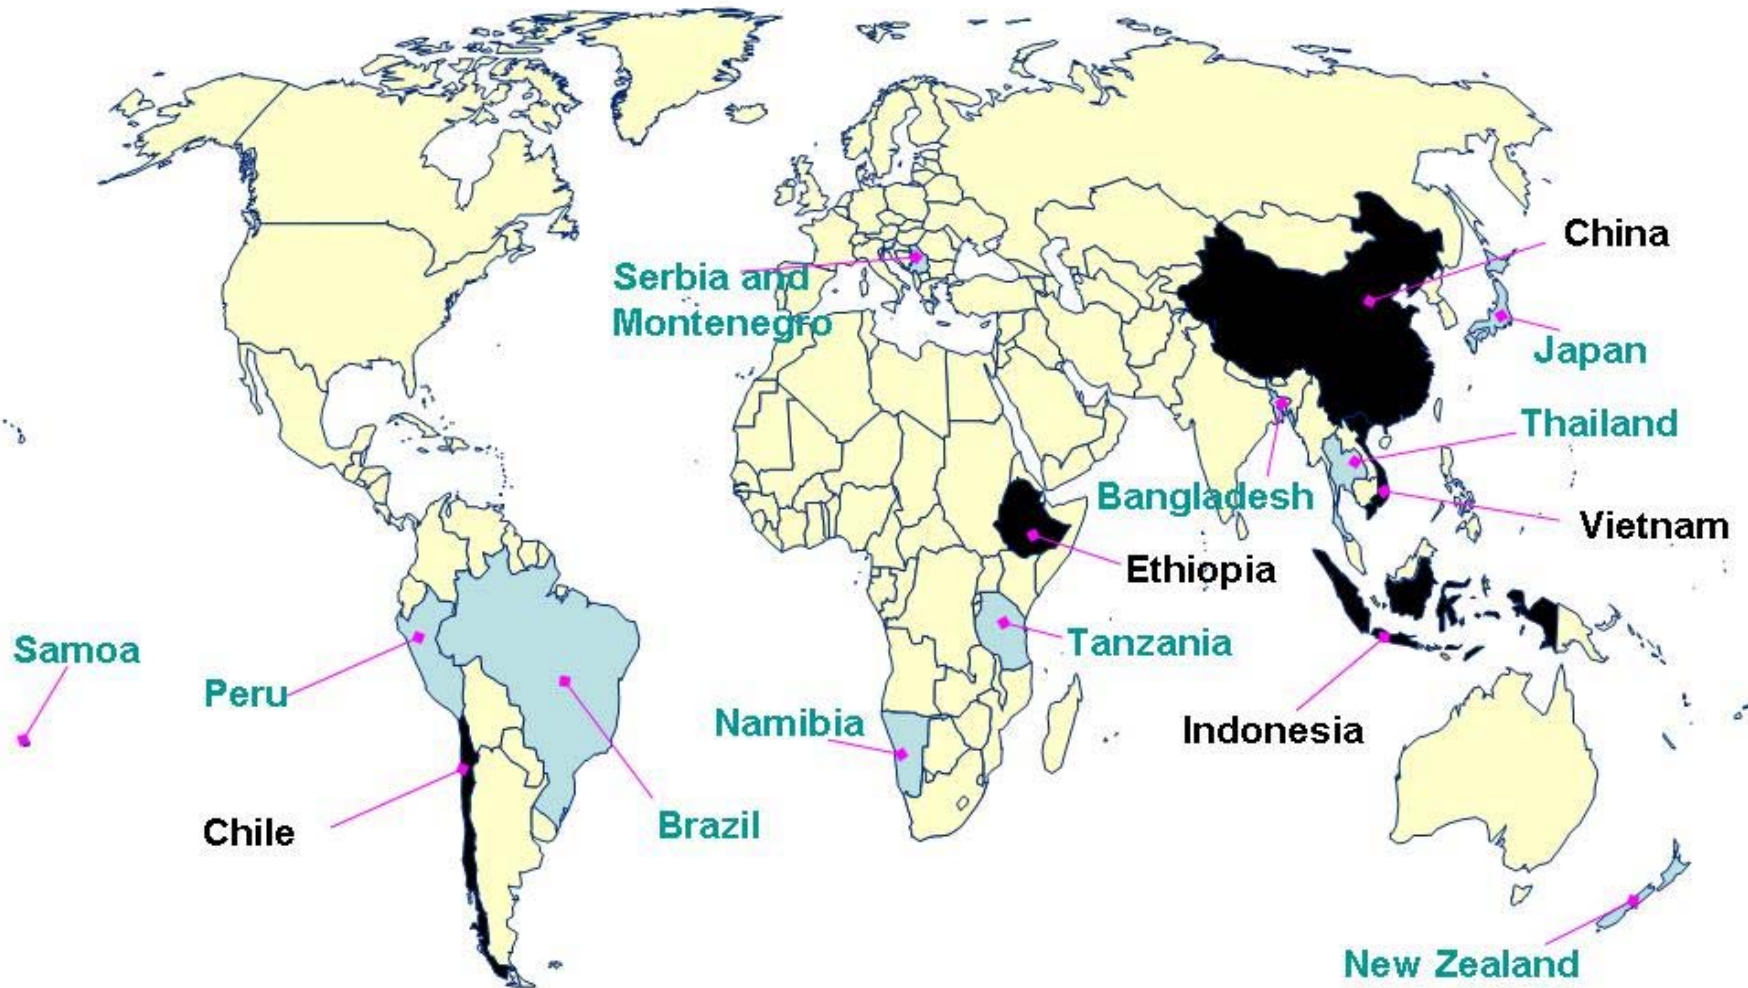 China
Serbia and
Montenegro
Japan
Thailand
Bangladesh
Vietnam
Ethiopia
Samoa
Tanzania
Peru
Namibia
Indonesia
Chile
Brazil
New Zealand